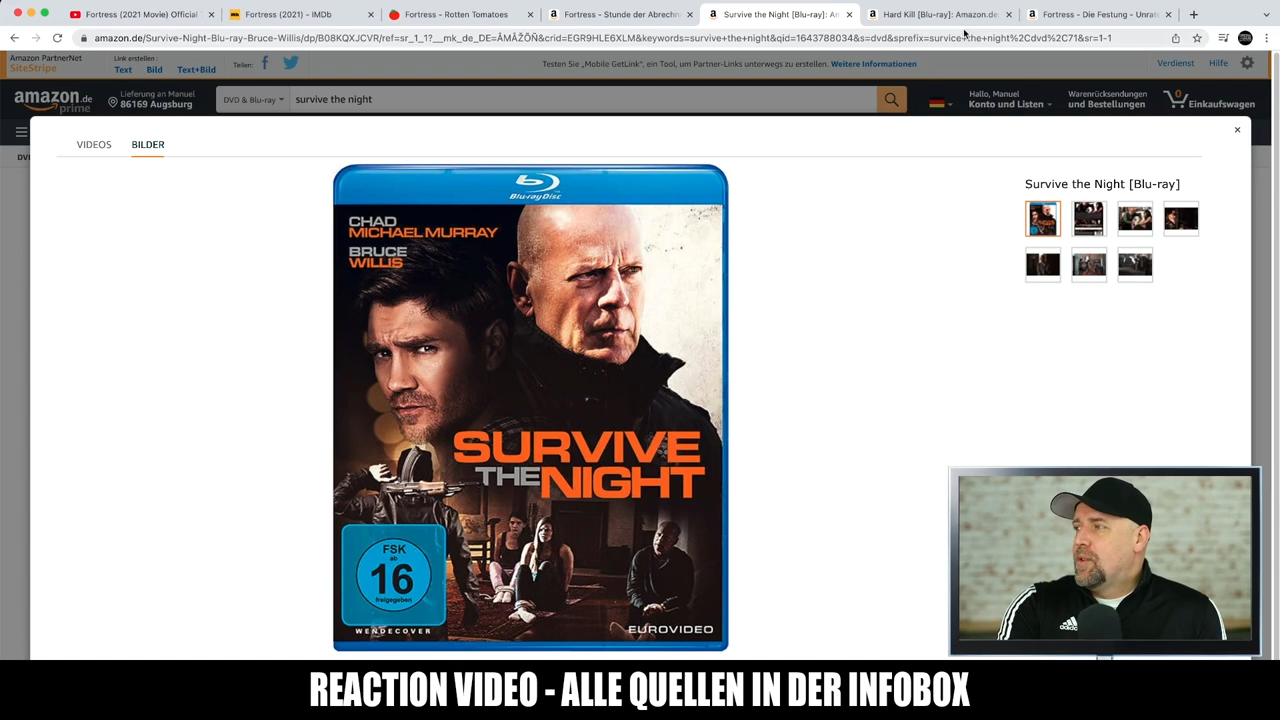 Fortress (2021 Movie) Official
Fortress (2021) - IMDb
Fortress - Rotten Tomatoes
Fortress - Stunde der Abrechn
Survive the Night [Blu-ray]: Am
Hard Kill [Blu-ray]: Amazon.de:
Fortress - Die Festung - Unrate
amazon.de/Survive-Night-Blu-ray-Bruce-Willis/dp/B08KQXJCVR/ref=sr_1_1?__mk_de_DE=ÅMÅŽÕÑ&crid=EGR9HLE6XLM&keywords=survive+the+night&qid=1643788034&s=dvd&sprefix=survice+the+night%2Cdvd%2C71&sr=1-1
Amazon PartnerNet
SiteStripe
Link erstellen :
Text Bild Text+Bild
Teilen:
Testen Sie „Mobile GetLink“, ein Tool, um Partner-Links unterwegs zu erstellen. Weitere Informationen
Verdienst Hilfe
amazon.de
prime
Lieferung an Manuel
86169 Augsburg
DVD & Blu-ray
survive the night
Hallo, Manuel
Konto und Listen
Warenrücksendungen
und Bestellungen
0
Einkaufswagen
VIDEOS BILDER
Survive the Night [Blu-ray]
Blu-ray Disc
CHAD
MICHAEL MURRAY
BRUCE
WILLIS
SURVIVE
THE NIGHT
FSK
ab
16
freigegeben
WENDECOVER
EUROVIDEO
adidas
REACTION VIDEO - ALLE QUELLEN IN DER INFOBOX